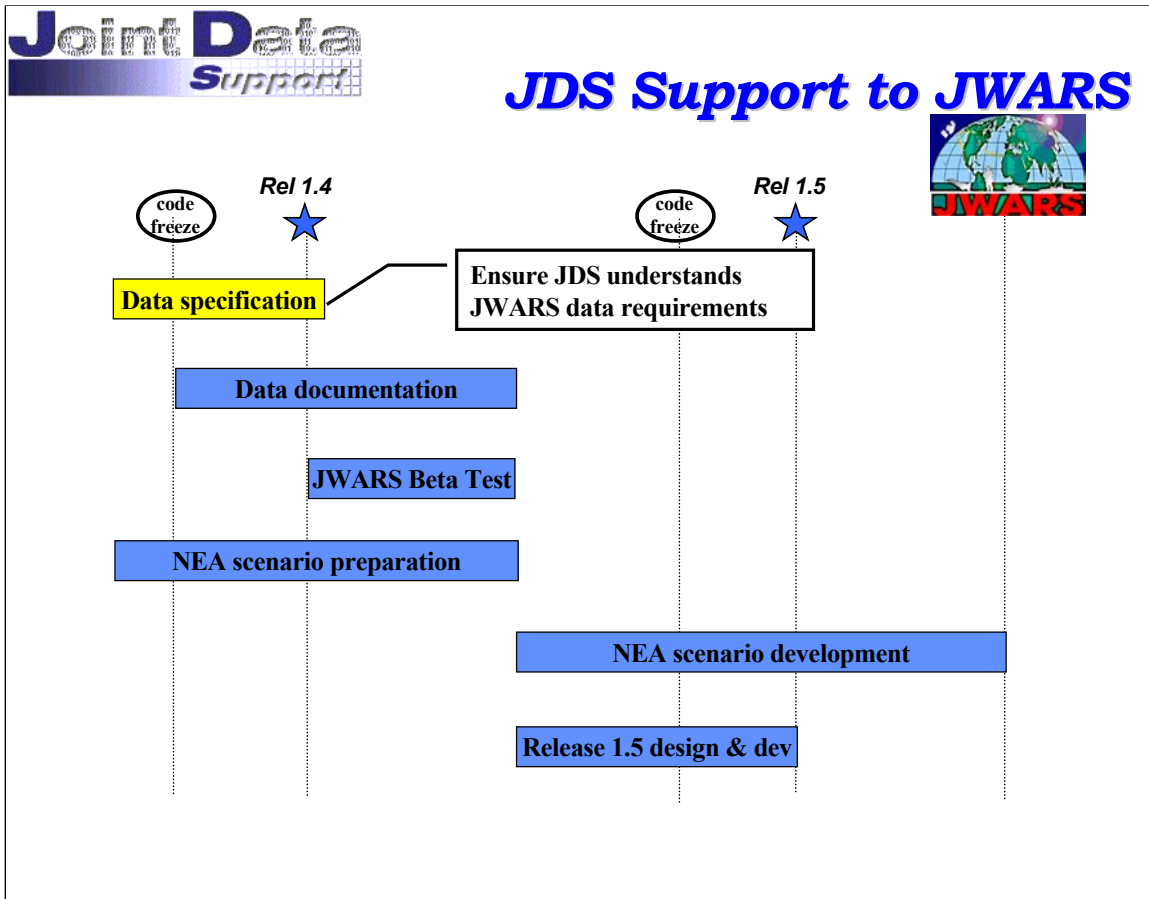 Joint Data
Support
JDS Support to JWARS
JWARS
Rel 1.4
Rel 1.5
code
freeze
code
freeze
Data specification
Ensure JDS understands
JWARS data requirements
Data documentation
JWARS Beta Test
NEA scenario preparation
NEA scenario development
Release 1.5 design & dev